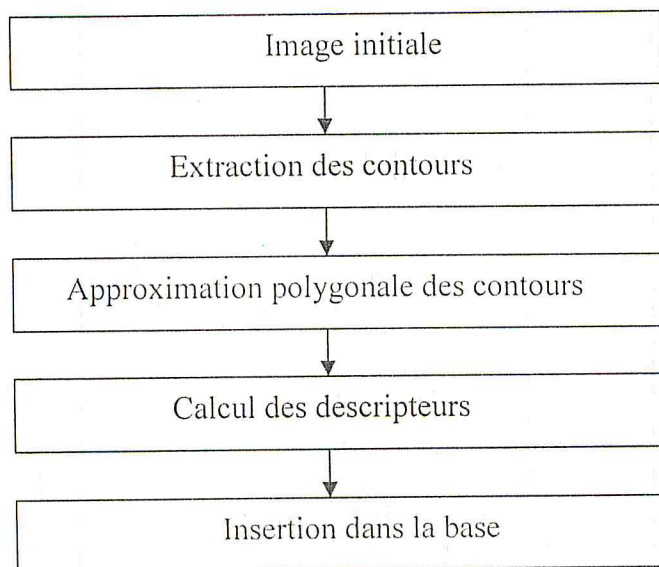 Image initiale
Extraction des contours
Approximation polygonale des contours
Calcul des descripteurs
Insertion dans la base